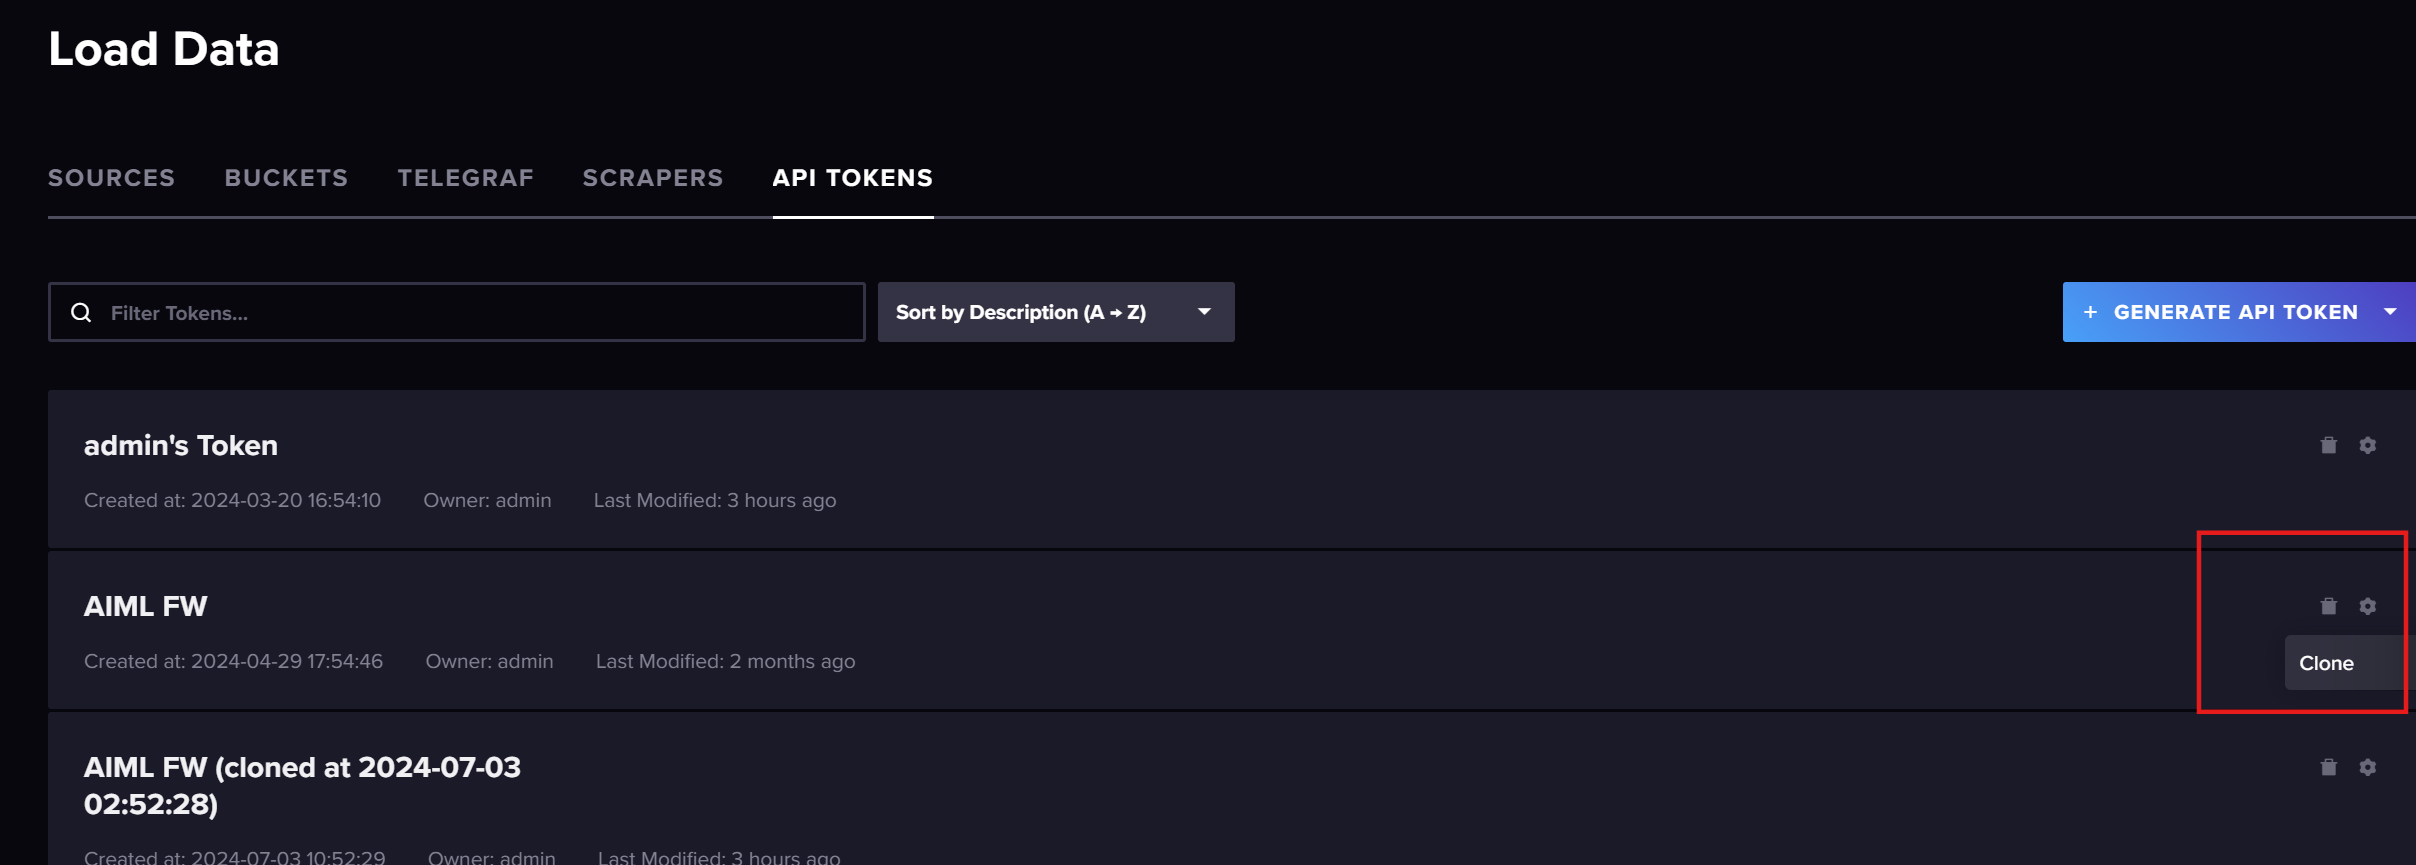 Load Data
SOURCES BUCKETS TELEGRAF SCRAPERS API TOKENS
Filter Tokens... Sort by Description (A → Z) + GENERATE API TOKEN
admin's Token
Created at: 2024-03-20 16:54:10 Owner: admin Last Modified: 3 hours ago
AIML FW
Created at: 2024-04-29 17:54:46 Owner: admin Last Modified: 2 months ago
Clone
AIML FW (cloned at 2024-07-03
02:52:28)
Created at: 2024-07-03 10:52:29 Owner: admin Last Modified: 3 hours ago